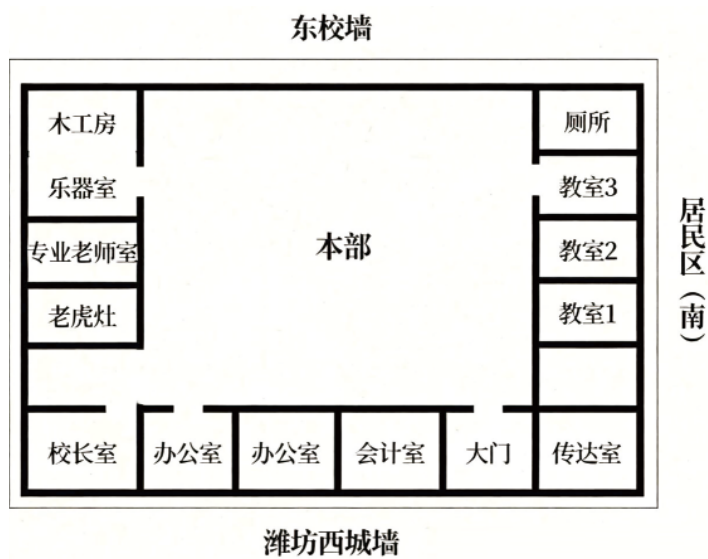 东校墙
木工房
厕所
乐器室
教室3
专业老师室
本部
教室2
老虎灶
教室1
居民区（南）
校长室
办公室
办公室
会计室
大门
传达室
潍坊西城墙